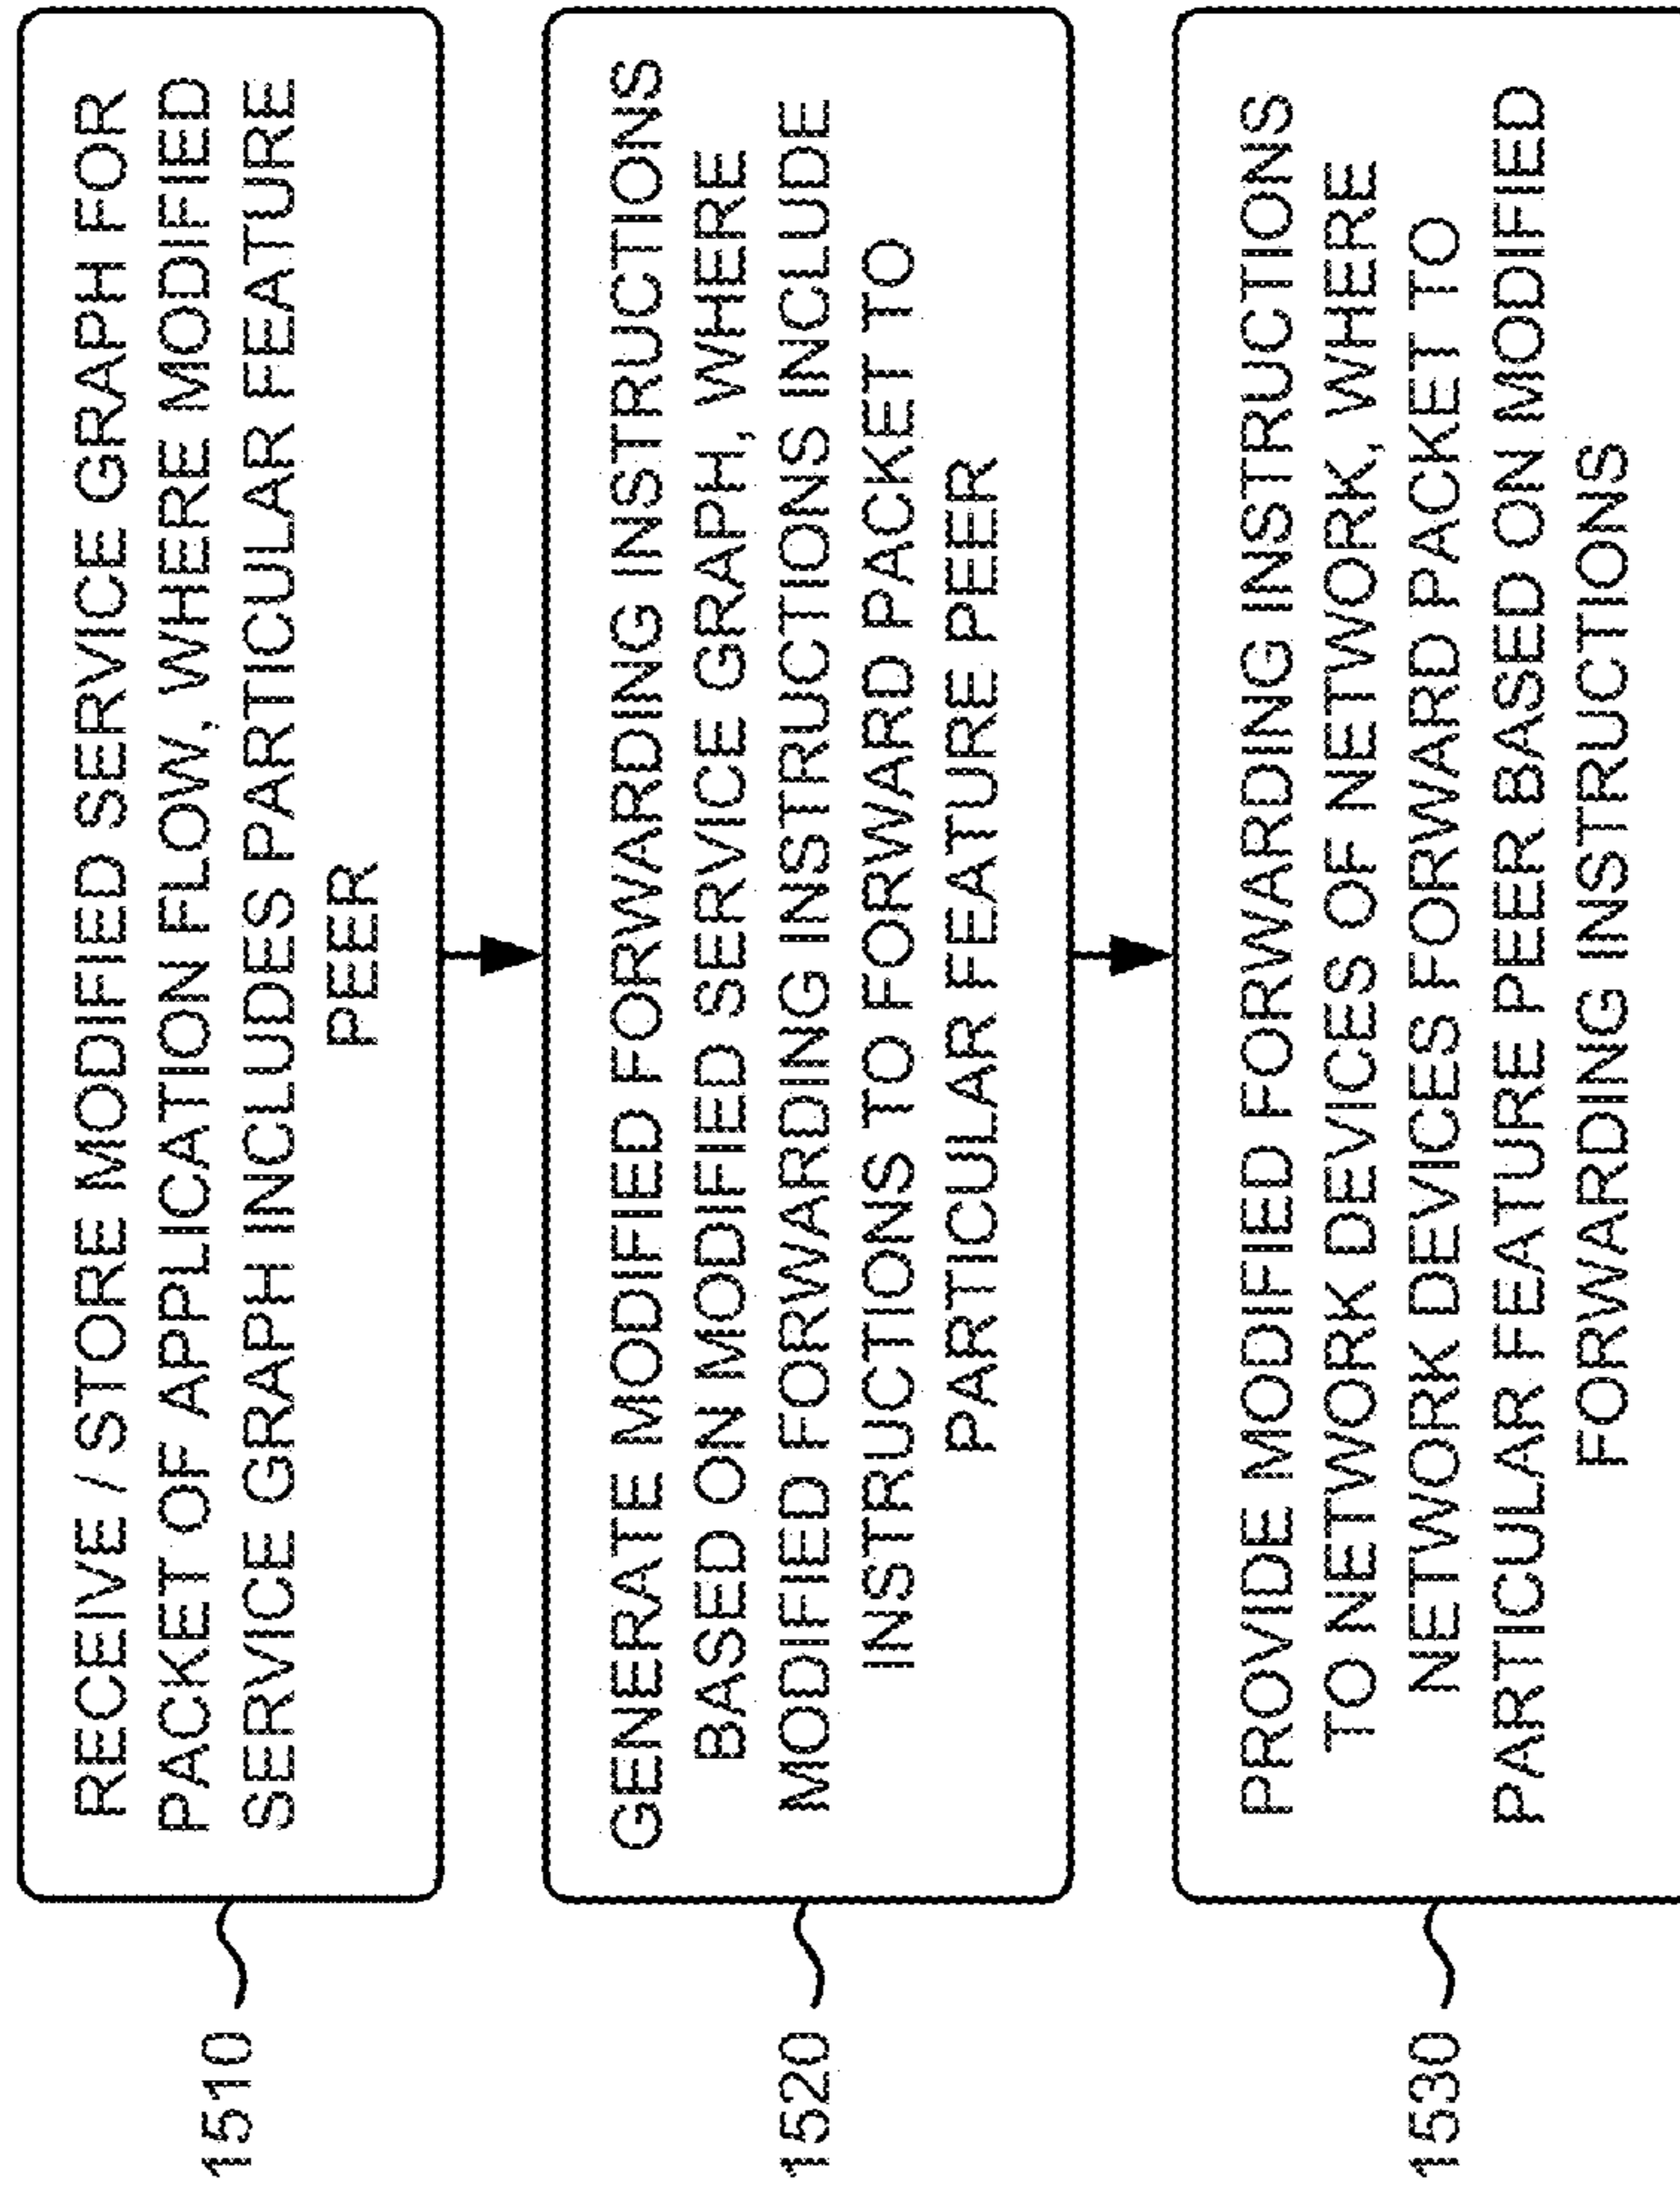 1510
RECEIVE / STORE MODIFIED SERVICE GRAPH FOR
PACKET OF APPLICATION FLOW, WHERE MODIFIED
SERVICE GRAPH INCLUDES PARTICULAR FEATURE
PEER
1520
GENERATE MODIFIED FORWARDING INSTRUCTIONS
BASED ON MODIFIED SERVICE GRAPH, WHERE
MODIFIED FORWARDING INSTRUCTIONS INCLUDE
INSTRUCTIONS TO FORWARD PACKET TO
PARTICULAR FEATURE PEER
1530
PROVIDE MODIFIED FORWARDING INSTRUCTIONS
TO NETWORK DEVICES OF NETWORK, WHERE
NETWORK DEVICES FORWARD PACKET TO
PARTICULAR FEATURE PEER BASED ON MODIFIED
FORWARDING INSTRUCTIONS